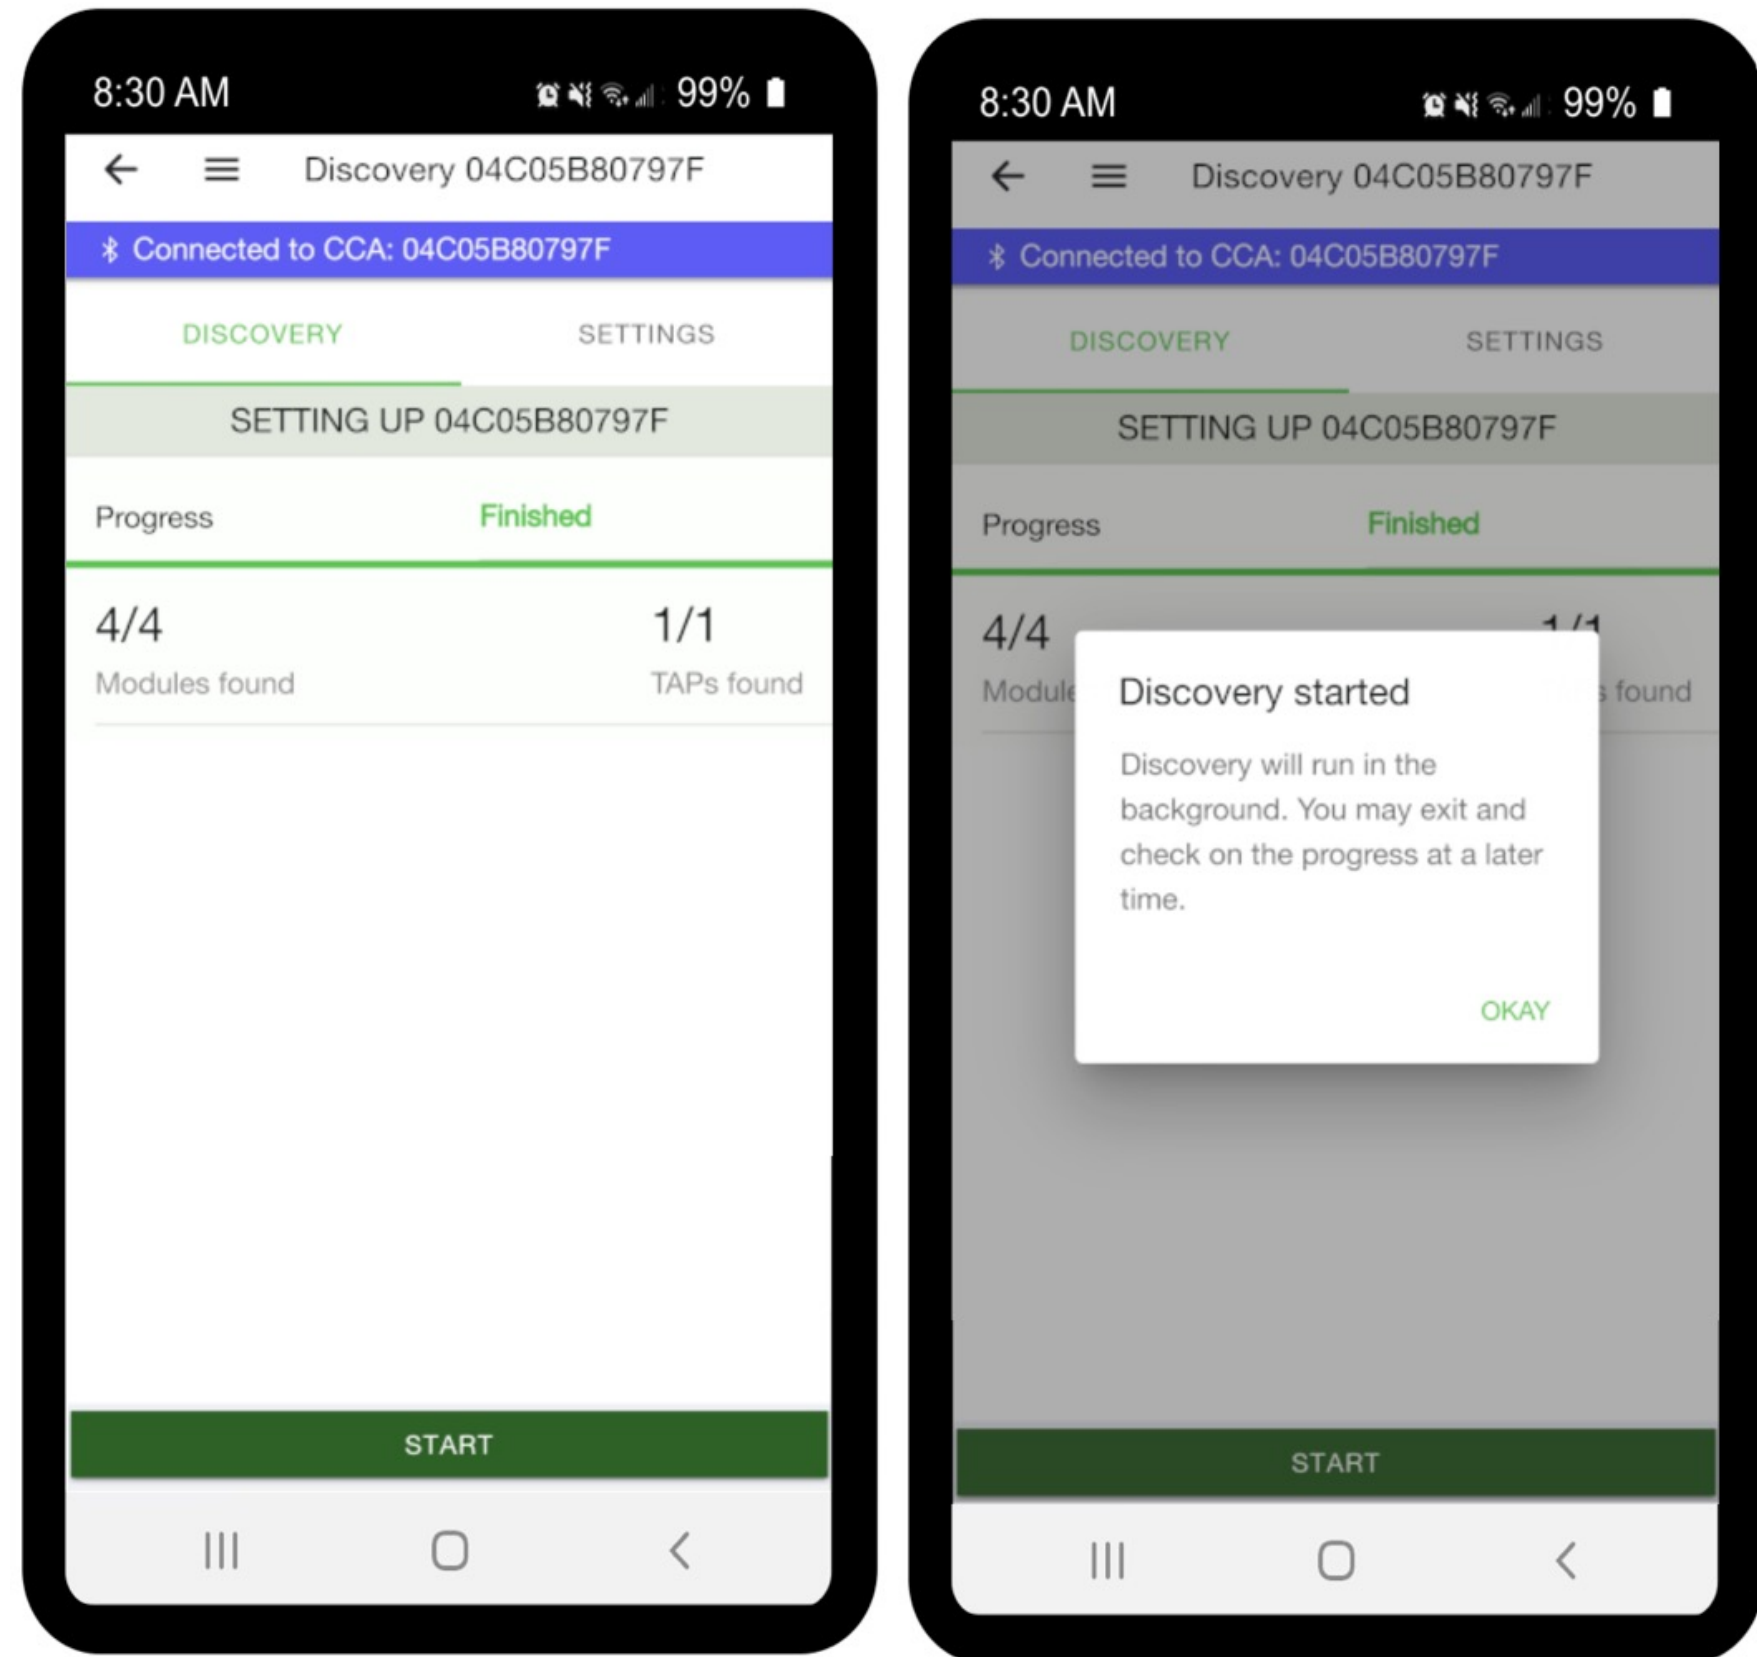 8:30 AM 99%
Discovery 04C05B80797F
Connected to CCA: 04C05B80797F
DISCOVERY SETTINGS
SETTING UP 04C05B80797F
Progress Finished
4/4 1/1
Modules found TAPs found
START
8:30 AM 99%
Discovery 04C05B80797F
Connected to CCA: 04C05B80797F
DISCOVERY SETTINGS
SETTING UP 04C05B80797F
Progress Finished
4/4 1/1
Module s found
Discovery started
Discovery will run in the
background. You may exit and
check on the progress at a later
time.
OKAY
START